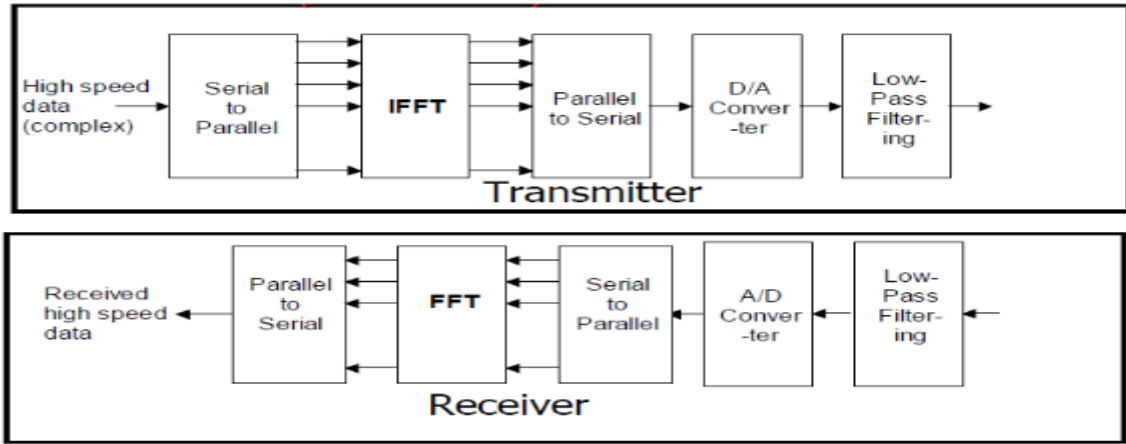 High speed
data
(complex)
Serial
to
Parallel
IFFT
Parallel
to Serial
D/A
Conver
-ter
Low-
Pass
Filter-
ing
Transmitter
Received
high speed
data
Parallel
to
Serial
FFT
Serial
to
Parallel
A/D
Conver
-ter
Low-
Pass
Filter-
ing
Receiver